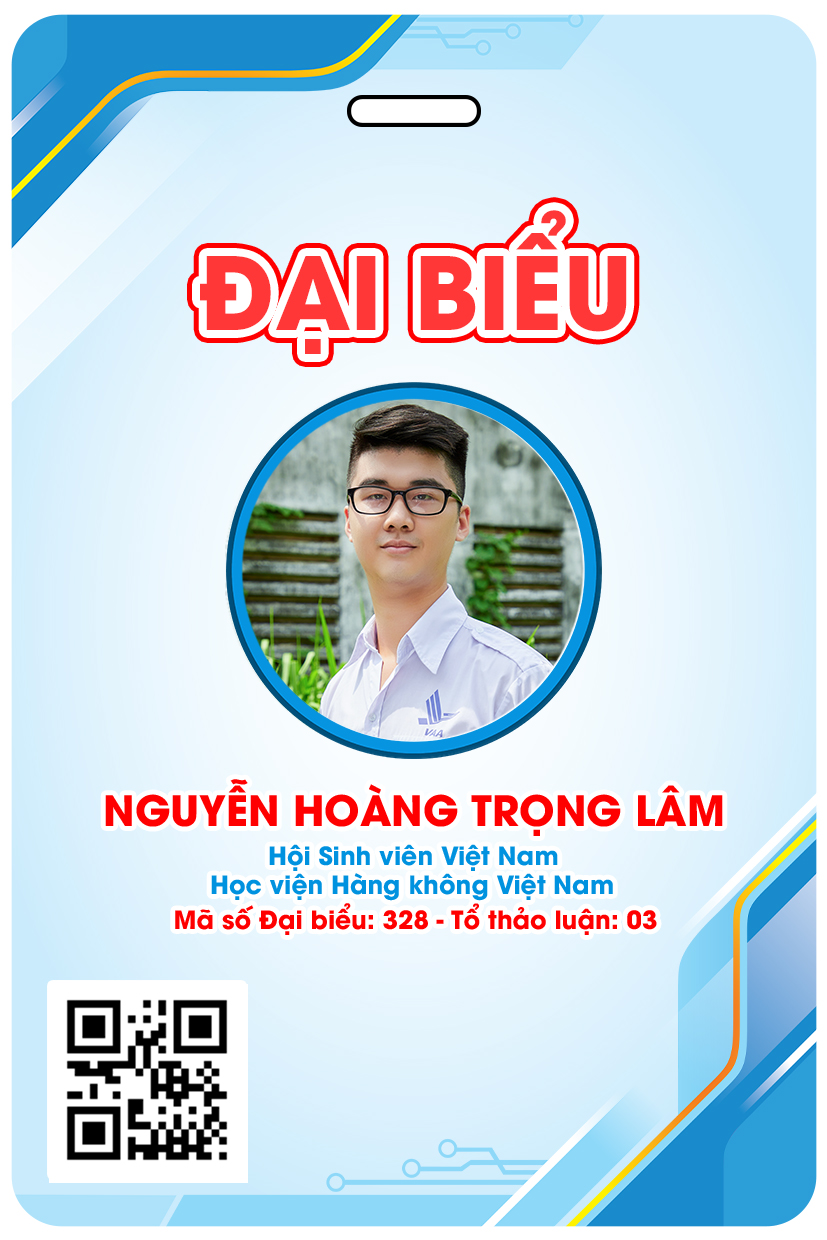 ĐẠI BIỂU
VAA
NGUYỄN HOÀNG TRỌNG LÂM
Hội Sinh viên Việt Nam
Học viện Hàng không Việt Nam
Mã số Đại biểu: 328 - Tổ thảo luận: 03